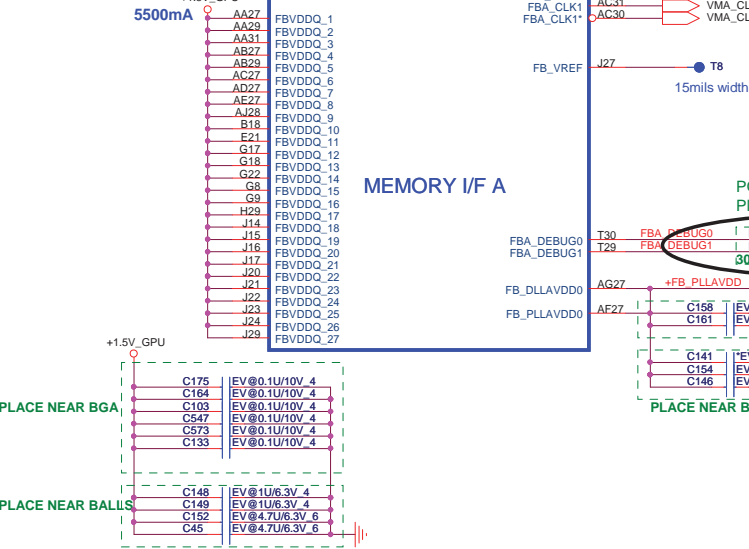 5500mA
AA27 FBVDDQ_1
AA29 FBVDDQ_2
AA31 FBVDDQ_3
AB27 FBVDDQ_4
AB29 FBVDDQ_5
AC27 FBVDDQ_6
AD27 FBVDDQ_7
AE27 FBVDDQ_8
AJ28 FBVDDQ_9
B18 FBVDDQ_10
E21 FBVDDQ_11
G17 FBVDDQ_12
G18 FBVDDQ_13
G22 FBVDDQ_14
G8 FBVDDQ_15
G9 FBVDDQ_16
H29 FBVDDQ_17
J14 FBVDDQ_18
J15 FBVDDQ_19
J16 FBVDDQ_20
J17 FBVDDQ_21
J20 FBVDDQ_22
J21 FBVDDQ_23
J22 FBVDDQ_24
J23 FBVDDQ_25
J24 FBVDDQ_26
J29 FBVDDQ_27
MEMORY I/F A
FBA_CLK1 AC31 VMA_CL
FBA_CLK1* AC30 VMA_CL
FB_VREF J27 T8
15mils width
FBA_DEBUG0 T30 FBA_DEBUG0
FBA_DEBUG1 T29 FBA_DEBUG1
FB_DLLAVDD0 AG27 +FB_PLLAVDD
FB_PLLAVDD0 AF27
C158 EV
C161 EV
C141 *EV
C154 EV
C146 EV
PLACE NEAR B
+1.5V_GPU
PLACE NEAR BGA
C175 EV@0.1U/10V_4
C164 EV@0.1U/10V_4
C103 EV@0.1U/10V_4
C547 EV@0.1U/10V_4
C573 EV@0.1U/10V_4
C133 EV@0.1U/10V_4
PLACE NEAR BALLS
C148 EV@1U/6.3V_4
C149 EV@1U/6.3V_4
C152 EV@4.7U/6.3V_6
C45 EV@4.7U/6.3V_6